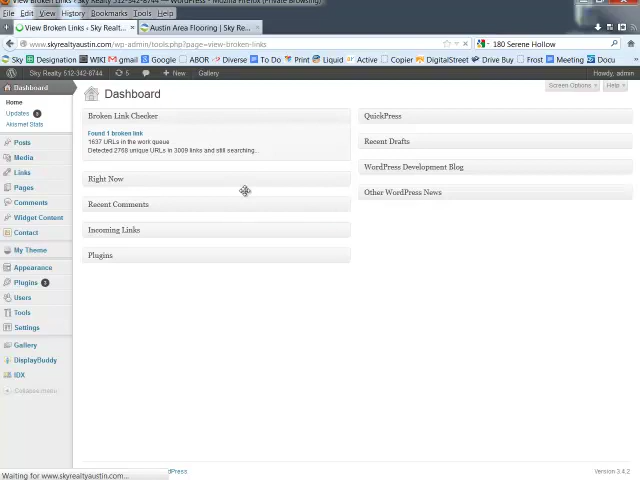 View Broken Links ‹ Sky Realty Austin 512-342-8744 — WordPress - Mozilla Firefox (Private Browsing)
File Edit View History Bookmarks Tools Help
View Broken Links ‹ Sky Realt... × Austin Area Flooring | Sky Re... × +
www.skyrealtyaustin.com/wp-admin/tools.php?page=view-broken-links 180 Serene Hollow
Sky Designation WIKI gmail Google ABOR Diverse To Do Print Liquid Active Copier DigitalStreet Drive Buy Frost Meeting Docu
Sky Realty 512-342-8744 5 + New Gallery Howdy, admin
Dashboard
Home
Updates
Akismet Stats
Posts
Media
Links
Pages
Comments
Widget Content
Contact
My Theme
Appearance
Plugins 3
Users
Tools
Settings
Gallery
DisplayBuddy
IDX
Collapse menu
Screen Options Help
Dashboard
Broken Link Checker
Found 1 broken link
1637 URLs in the work queue
Detected 2768 unique URLs in 3009 links and still searching...
Right Now
Recent Comments
Incoming Links
Plugins
QuickPress
Recent Drafts
WordPress Development Blog
Other WordPress News
Waiting for www.skyrealtyaustin.com...
Version 3.4.2